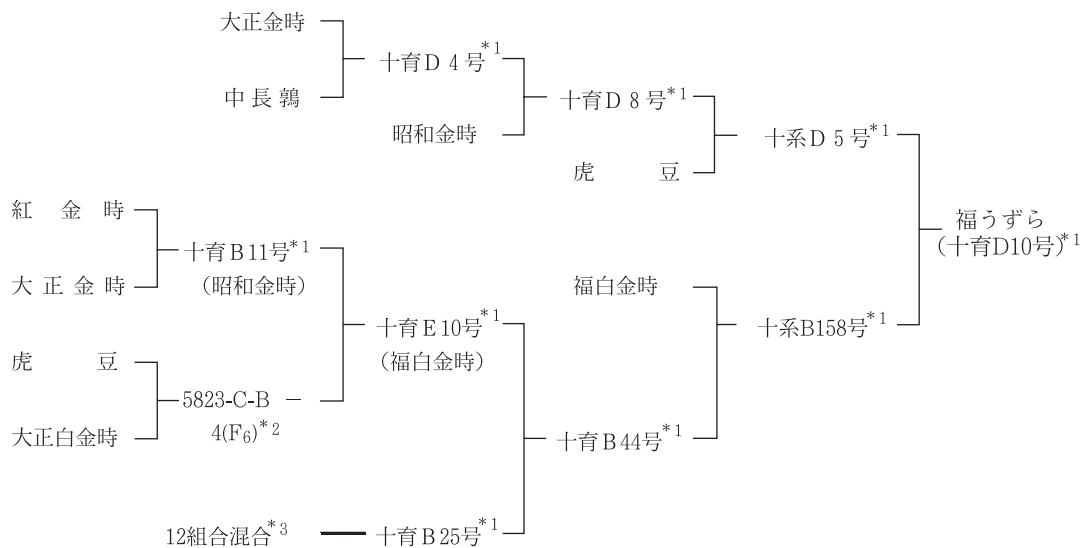 大正金時
中長鶉
十育D 4 号*1
昭和金時
十育D 8 号*1
虎 豆
十系D 5 号*1
福うずら
(十育D10号)*1
紅 金 時
大 正 金 時
十育B11号*1
(昭和金時)
虎 豆
大正白金時
5823-C-B
4(F6)*2
十育E10号*1
(福白金時)
12組合混合*3
十育B25号*1
十育B44号*1
福白金時
十系B158号*1